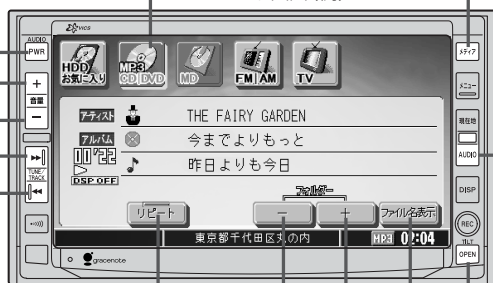 AUDIO
PWR
+
音量
−
TUNE/
TRACK
VICS
HDD
お気に入り
MP3
CD|DVD
MD
FM|AM
TV
アーティスト
THE FAIRY GARDEN
アルバム
今までよりもっと
11'22
昨日よりも今日
DSP OFF
フォルダー
リピート
−
+
ファイル名表示
東京都千代田区丸の内
MP3 02:04
gracenote
メディア
メニュー
現在地
AUDIO
DISP
REC
TILT
OPEN